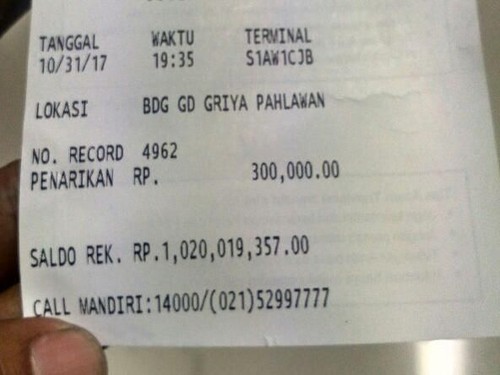 TANGGAL WAKTU TERMINAL
10/31/17 19:35 S1AW1CJB
LOKASI BDG GD GRIYA PAHLAWAN
NO. RECORD 4962
PENARIKAN RP. 300,000.00
SALDO REK. RP.1,020,019,357.00
CALL MANDIRI:14000/(021)52997777